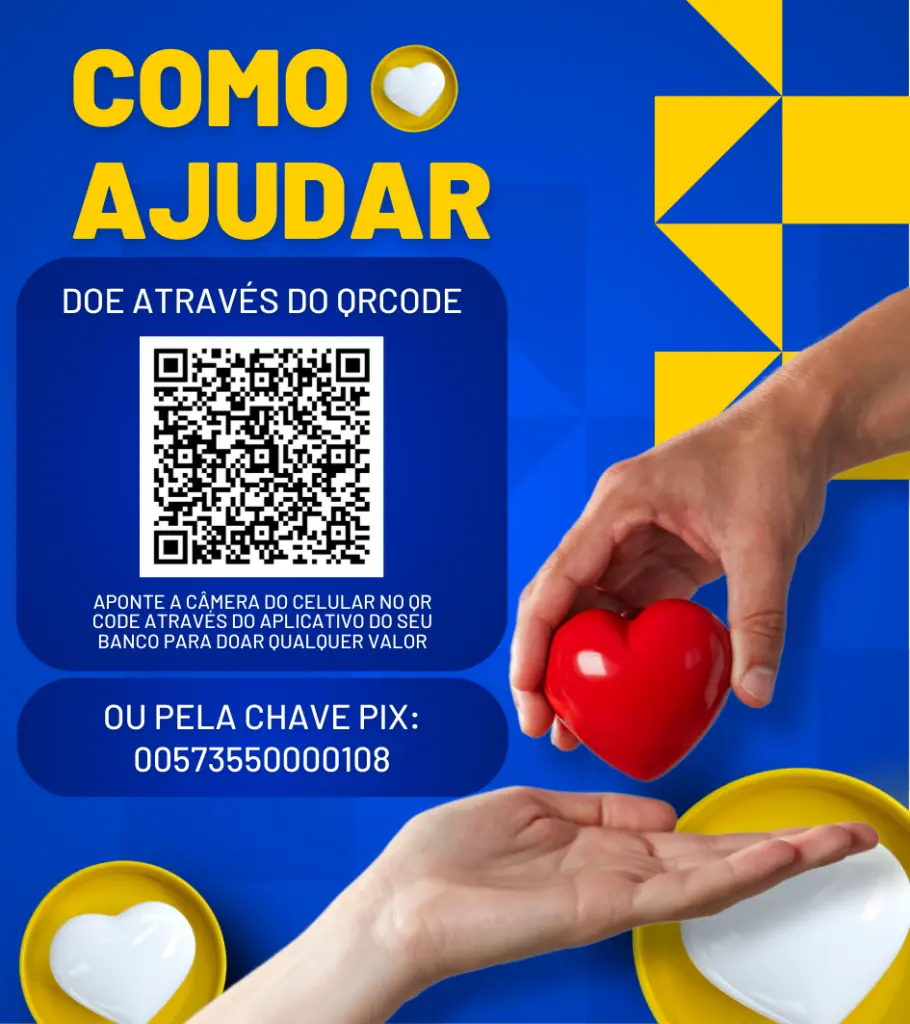 COMO
AJUDAR
DOE ATRAVÉS DO QRCODE
APONTE A CÂMERA DO CELULAR NO QR
CODE ATRAVÉS DO APLICATIVO DO SEU
BANCO PARA DOAR QUALQUER VALOR
OU PELA CHAVE PIX:
00573550000108